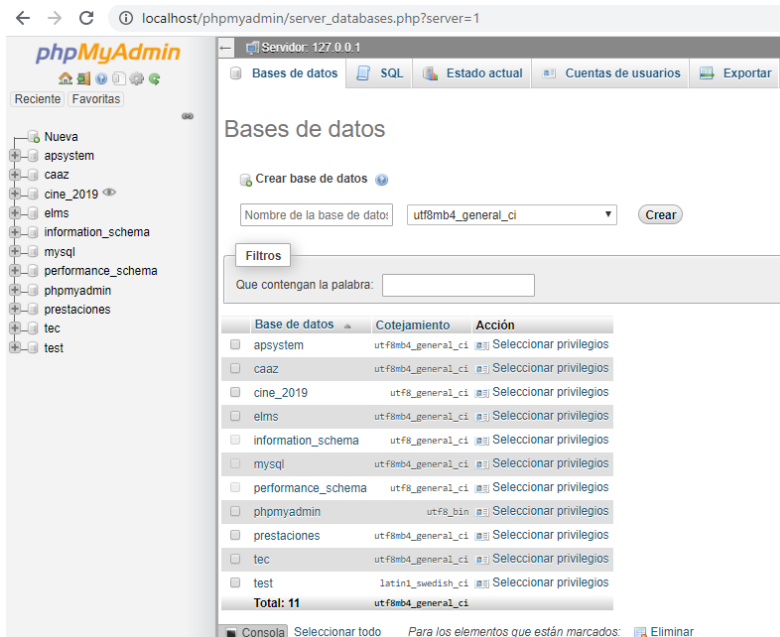 localhost/phpmyadmin/server_databases.php?server=1
phpMyAdmin
Reciente Favoritas
Nueva
apsystem
caaz
cine_2019
elms
information_schema
mysql
performance_schema
phpmyadmin
prestaciones
tec
test
Servidor: 127.0.0.1
Bases de datos SQL Estado actual Cuentas de usuarios Exportar
Bases de datos
Crear base de datos
Nombre de la base de datos utf8mb4_general_ci Crear
Filtros
Que contengan la palabra:
Base de datos Cotejamiento Acción
apsystem utf8mb4_general_ci Seleccionar privilegios
caaz utf8mb4_general_ci Seleccionar privilegios
cine_2019 utf8_general_ci Seleccionar privilegios
elms utf8mb4_general_ci Seleccionar privilegios
information_schema utf8_general_ci Seleccionar privilegios
mysql utf8mb4_general_ci Seleccionar privilegios
performance_schema utf8_general_ci Seleccionar privilegios
phpmyadmin utf8_bin Seleccionar privilegios
prestaciones utf8mb4_general_ci Seleccionar privilegios
tec utf8mb4_general_ci Seleccionar privilegios
test latin1_swedish_ci Seleccionar privilegios
Total: 11 utf8mb4_general_ci
Consola Seleccionar todo Para los elementos que están marcados: Eliminar